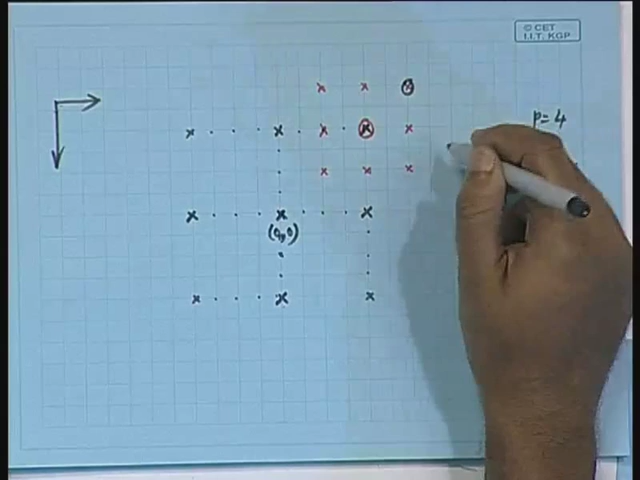 © CET
I.I.T. KGP
p = 4
(0,0)